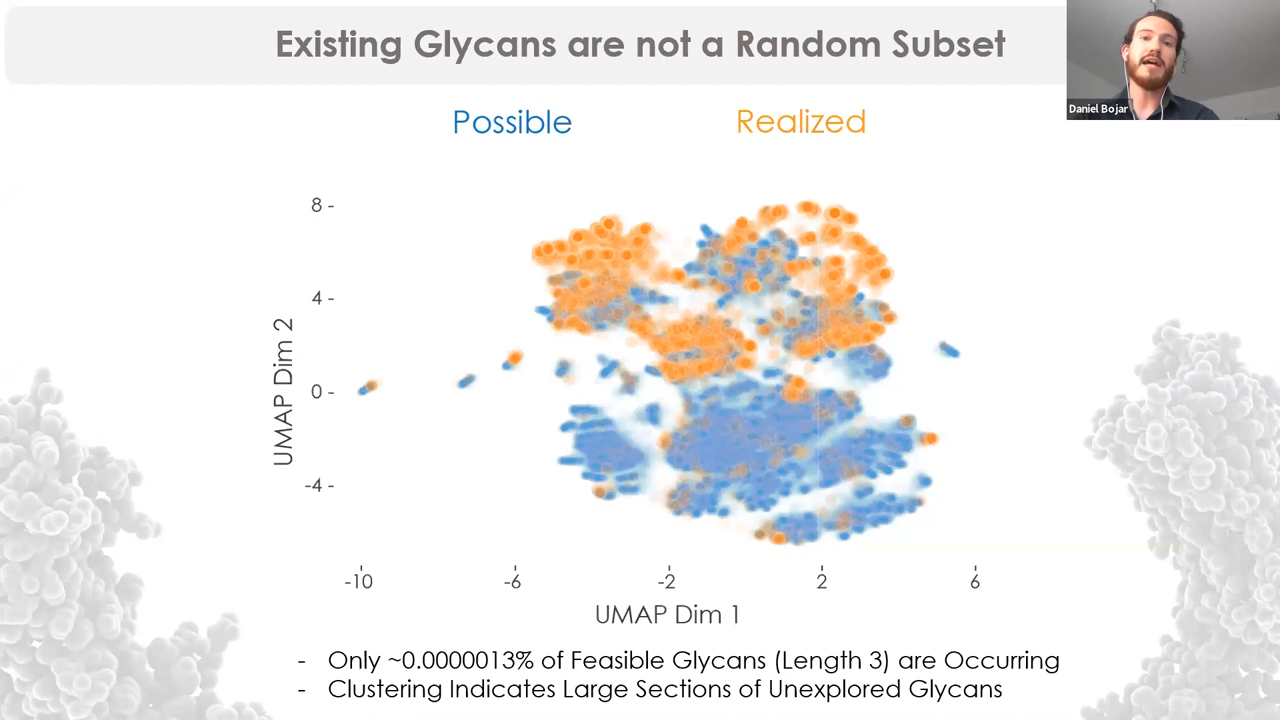 Existing Glycans are not a Random Subset
Daniel Bojar
Possible
Realized
8 -
4 -
0 -
-4 -
UMAP Dim 2
-10
-6
-2
2
6
UMAP Dim 1
- Only ~0.0000013% of Feasible Glycans (Length 3) are Occurring
- Clustering Indicates Large Sections of Unexplored Glycans